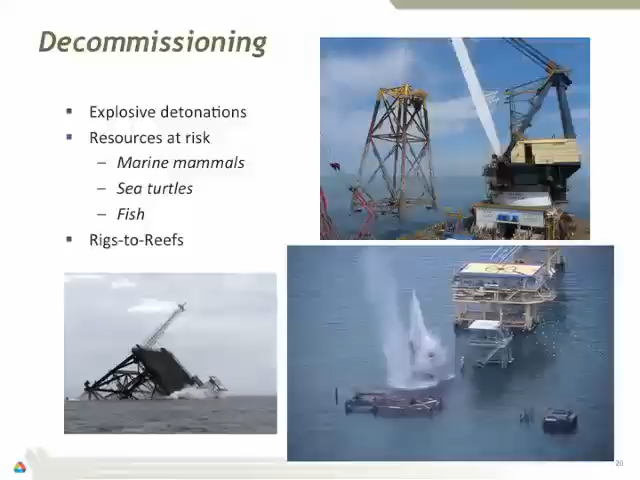 Decommissioning
▪ Explosive detonations
▪ Resources at risk
– Marine mammals
– Sea turtles
– Fish
▪ Rigs-to-Reefs
20